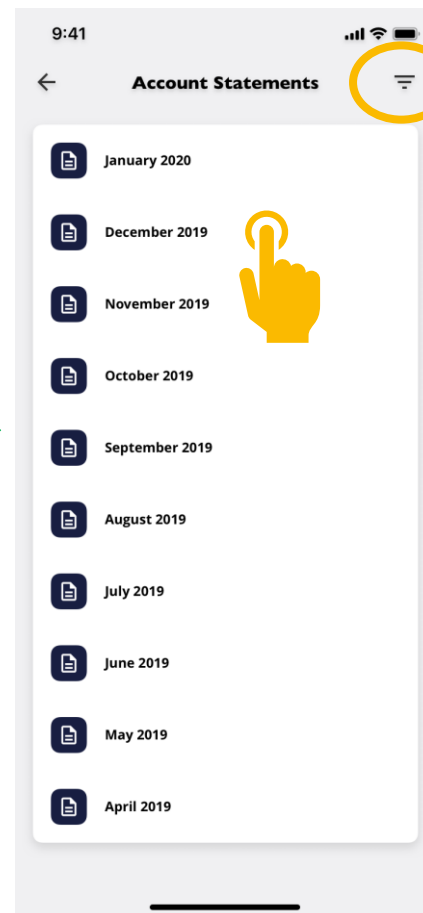 9:41
Account Statements
January 2020
December 2019
November 2019
October 2019
September 2019
August 2019
July 2019
June 2019
May 2019
April 2019